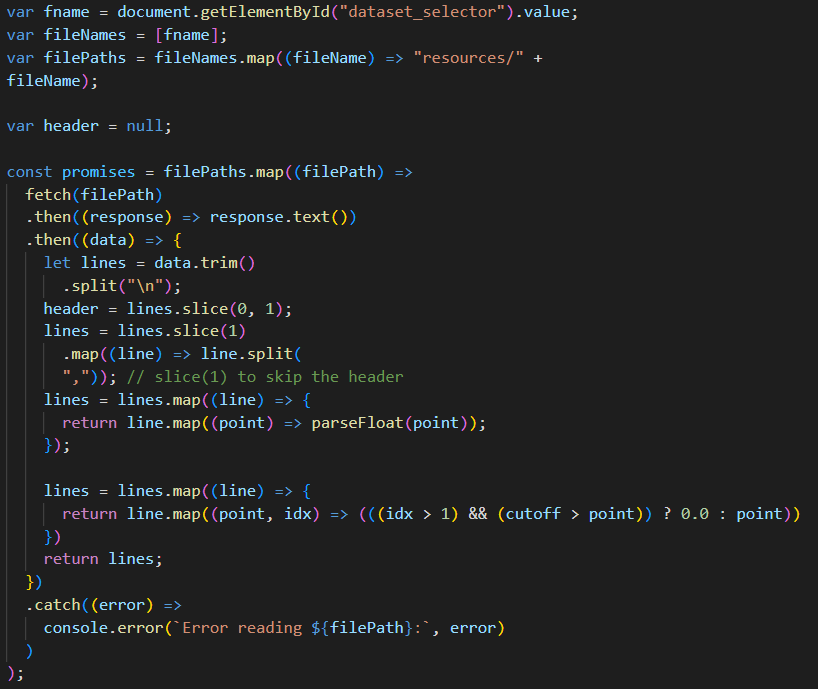 var fname = document.getElementById("dataset_selector").value;
var fileNames = [fname];
var filePaths = fileNames.map((fileName) => "resources/" +
fileName);

var header = null;

const promises = filePaths.map((filePath) =>
  fetch(filePath)
  .then((response) => response.text())
  .then((data) => {
    let lines = data.trim()
      .split("\n");
    header = lines.slice(0, 1);
    lines = lines.slice(1)
      .map((line) => line.split(
      ",")); // slice(1) to skip the header
    lines = lines.map((line) => {
      return line.map((point) => parseFloat(point));
    });

    lines = lines.map((line) => {
      return line.map((point, idx) => (((idx > 1) && (cutoff > point)) ? 0.0 : point))
    })
    return lines;
  })
  .catch((error) =>
    console.error(`Error reading ${filePath}:`, error)
  )
);